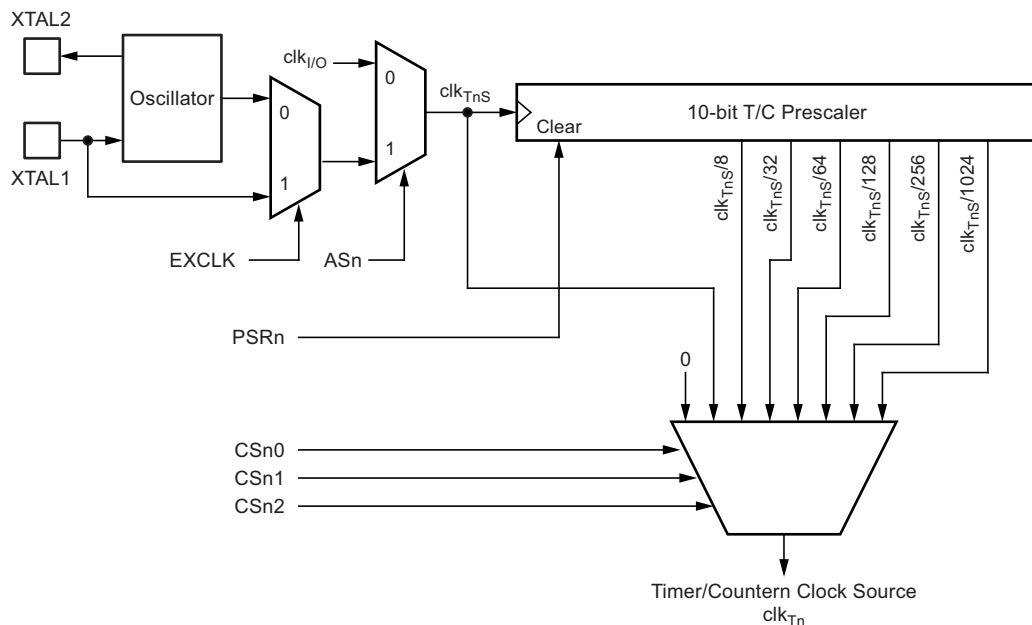 XTAL2
Oscillator
XTAL1
clkI/O
0
1
0
1
EXCLK
ASn
clkTnS
10-bit T/C Prescaler
Clear
clkTnS/8
clkTnS/32
clkTnS/64
clkTnS/128
clkTnS/256
clkTnS/1024
PSRn
0
CSn0
CSn1
CSn2
Timer/Countern Clock Source
clkTn